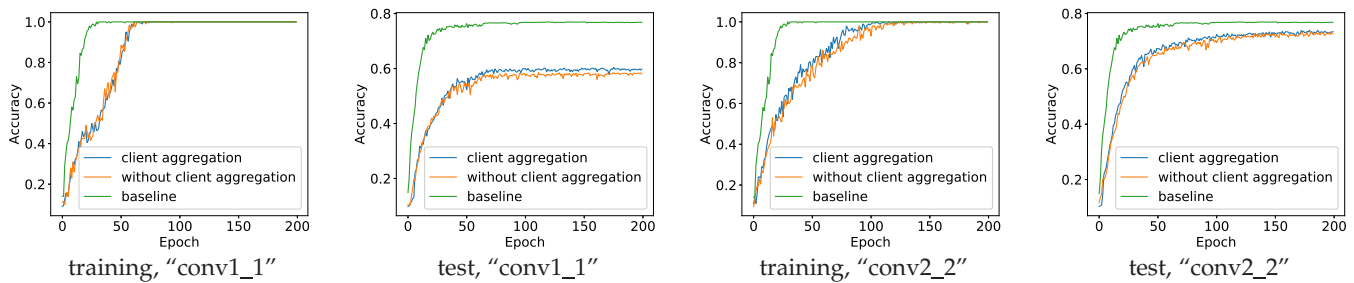 1.0
0.8
0.6
0.4
0.2
Accuracy
0 50 100 150 200
Epoch
client aggregation
without client aggregation
baseline
training, “conv1_1”
0.8
0.6
0.4
0.2
Accuracy
0 50 100 150 200
Epoch
client aggregation
without client aggregation
baseline
test, “conv1_1”
1.0
0.8
0.6
0.4
0.2
Accuracy
0 50 100 150 200
Epoch
client aggregation
without client aggregation
baseline
training, “conv2_2”
0.8
0.6
0.4
0.2
Accuracy
0 50 100 150 200
Epoch
client aggregation
without client aggregation
baseline
test, “conv2_2”